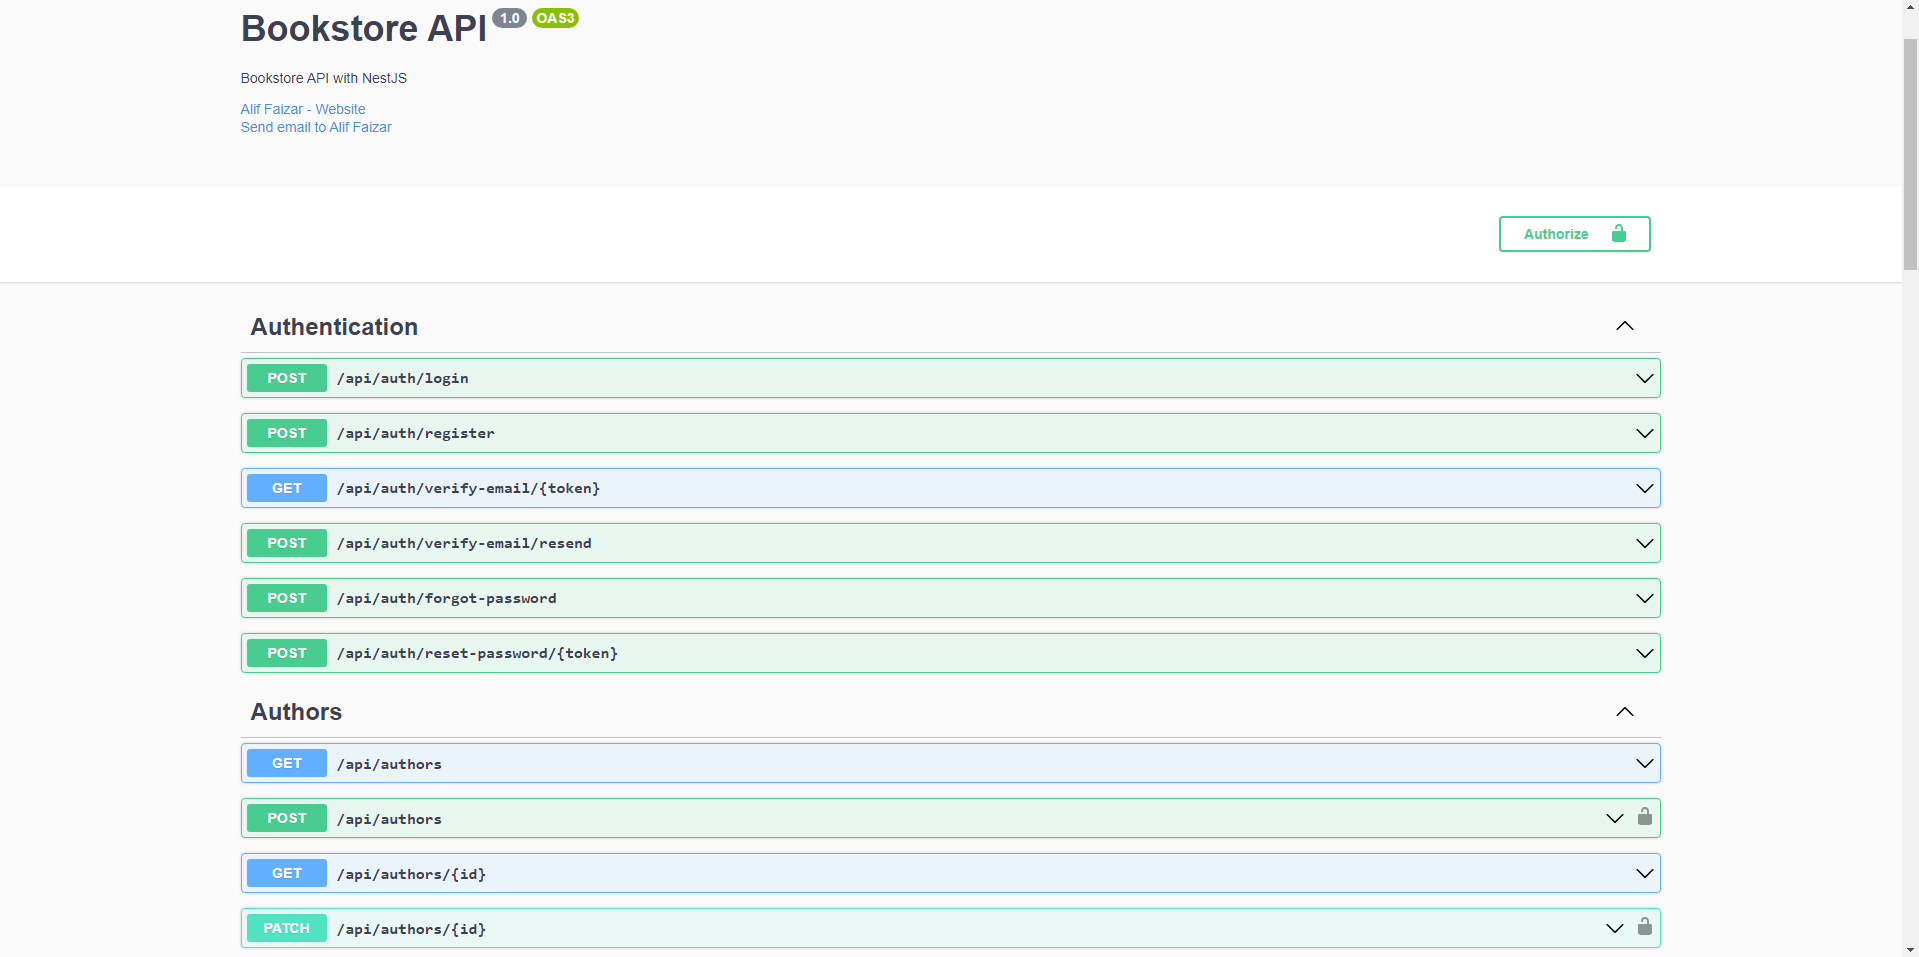 Bookstore API 1.0 OAS3
Bookstore API with NestJS
Alif Faizar - Website
Send email to Alif Faizar
Authorize
Authentication
POST /api/auth/login
POST /api/auth/register
GET /api/auth/verify-email/{token}
POST /api/auth/verify-email/resend
POST /api/auth/forgot-password
POST /api/auth/reset-password/{token}
Authors
GET /api/authors
POST /api/authors
GET /api/authors/{id}
PATCH /api/authors/{id}